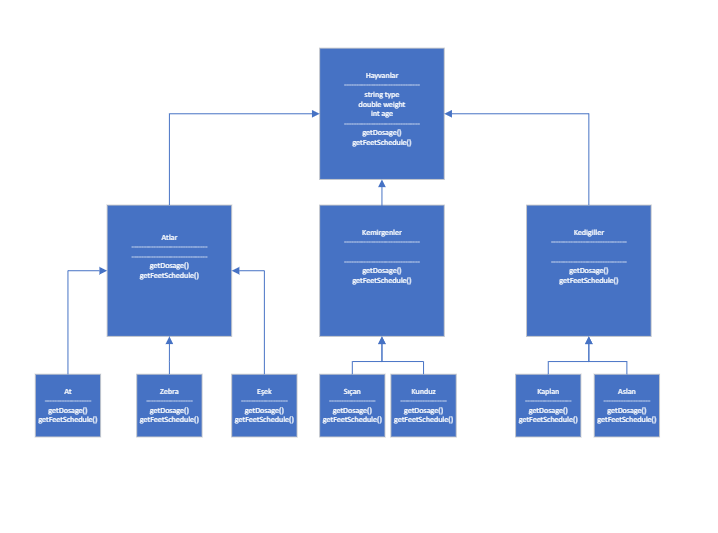 Hayvanlar
string type
double weight
int age
getDosage()
getFeetSchedule()
Atlar
getDosage()
getFeetSchedule()
Kemirgenler
getDosage()
getFeetSchedule()
Kedigiller
getDosage()
getFeetSchedule()
At
getDosage()
getFeetSchedule()
Zebra
getDosage()
getFeetSchedule()
Eşek
getDosage()
getFeetSchedule()
Sıçan
getDosage()
getFeetSchedule()
Kunduz
getDosage()
getFeetSchedule()
Kaplan
getDosage()
getFeetSchedule()
Aslan
getDosage()
getFeetSchedule()